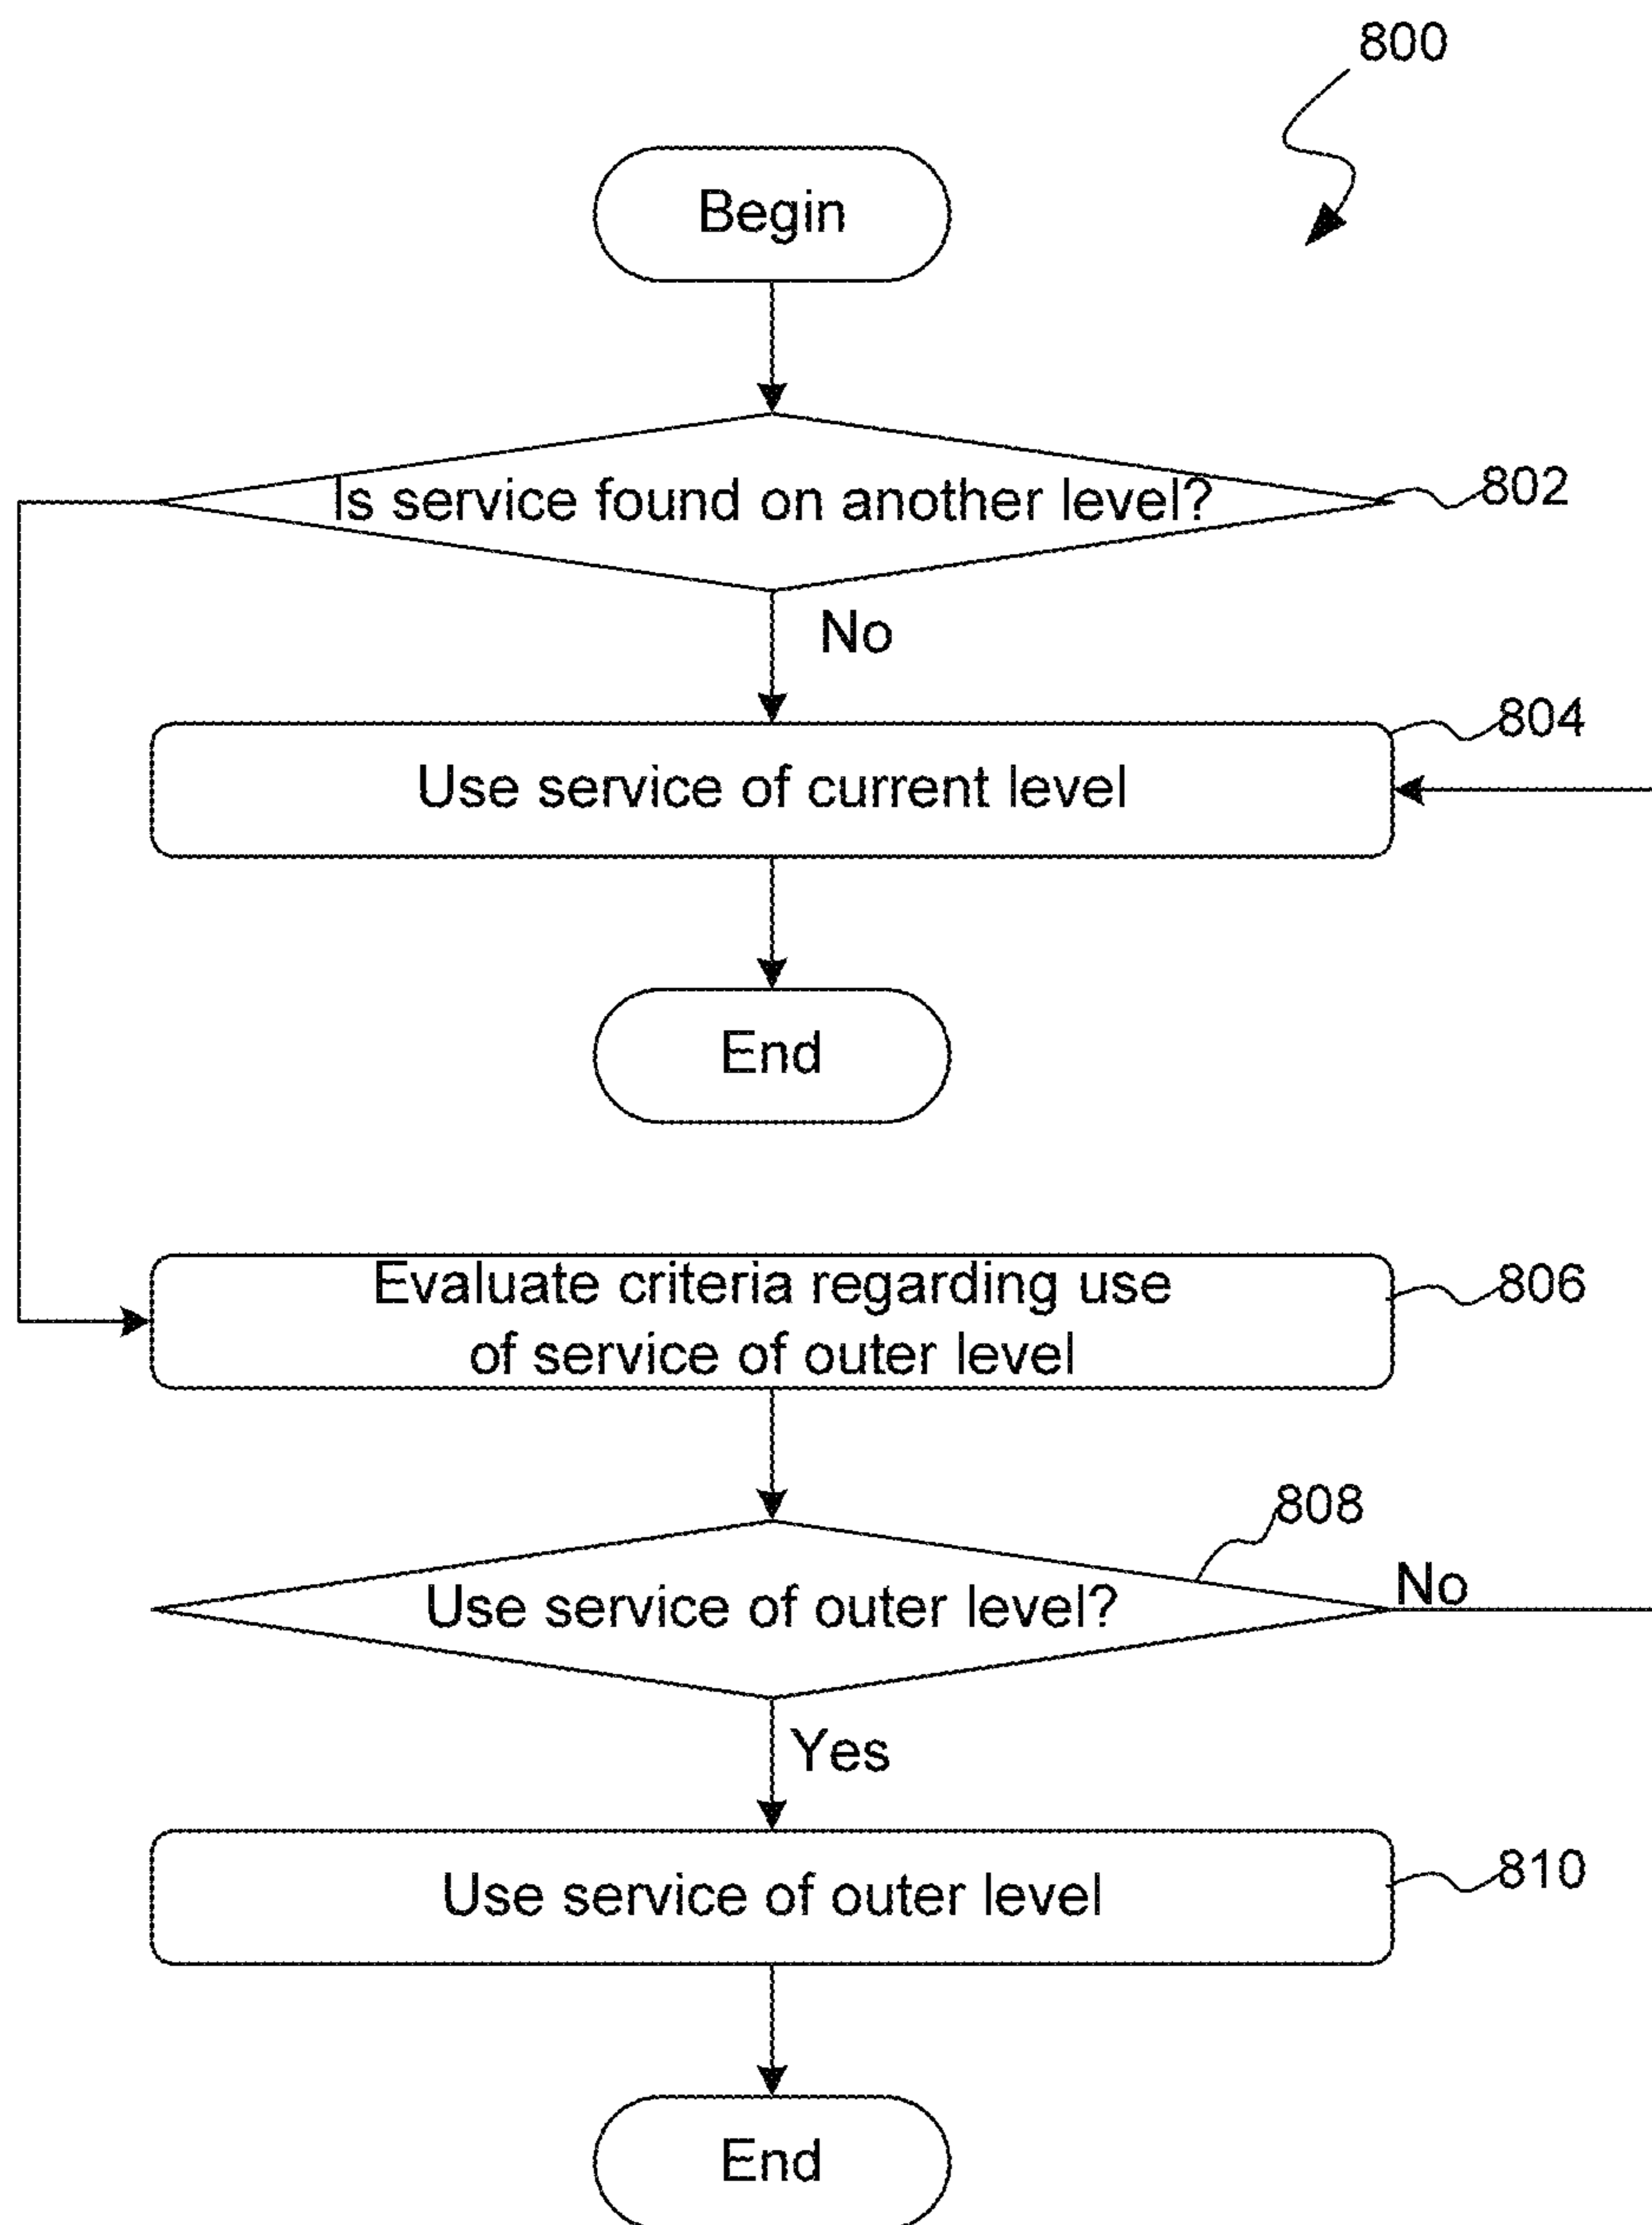 800
Begin
Is service found on another level?
802
No
804
Use service of current level
End
Evaluate criteria regarding use
of service of outer level
806
808
Use service of outer level?
No
Yes
Use service of outer level
810
End